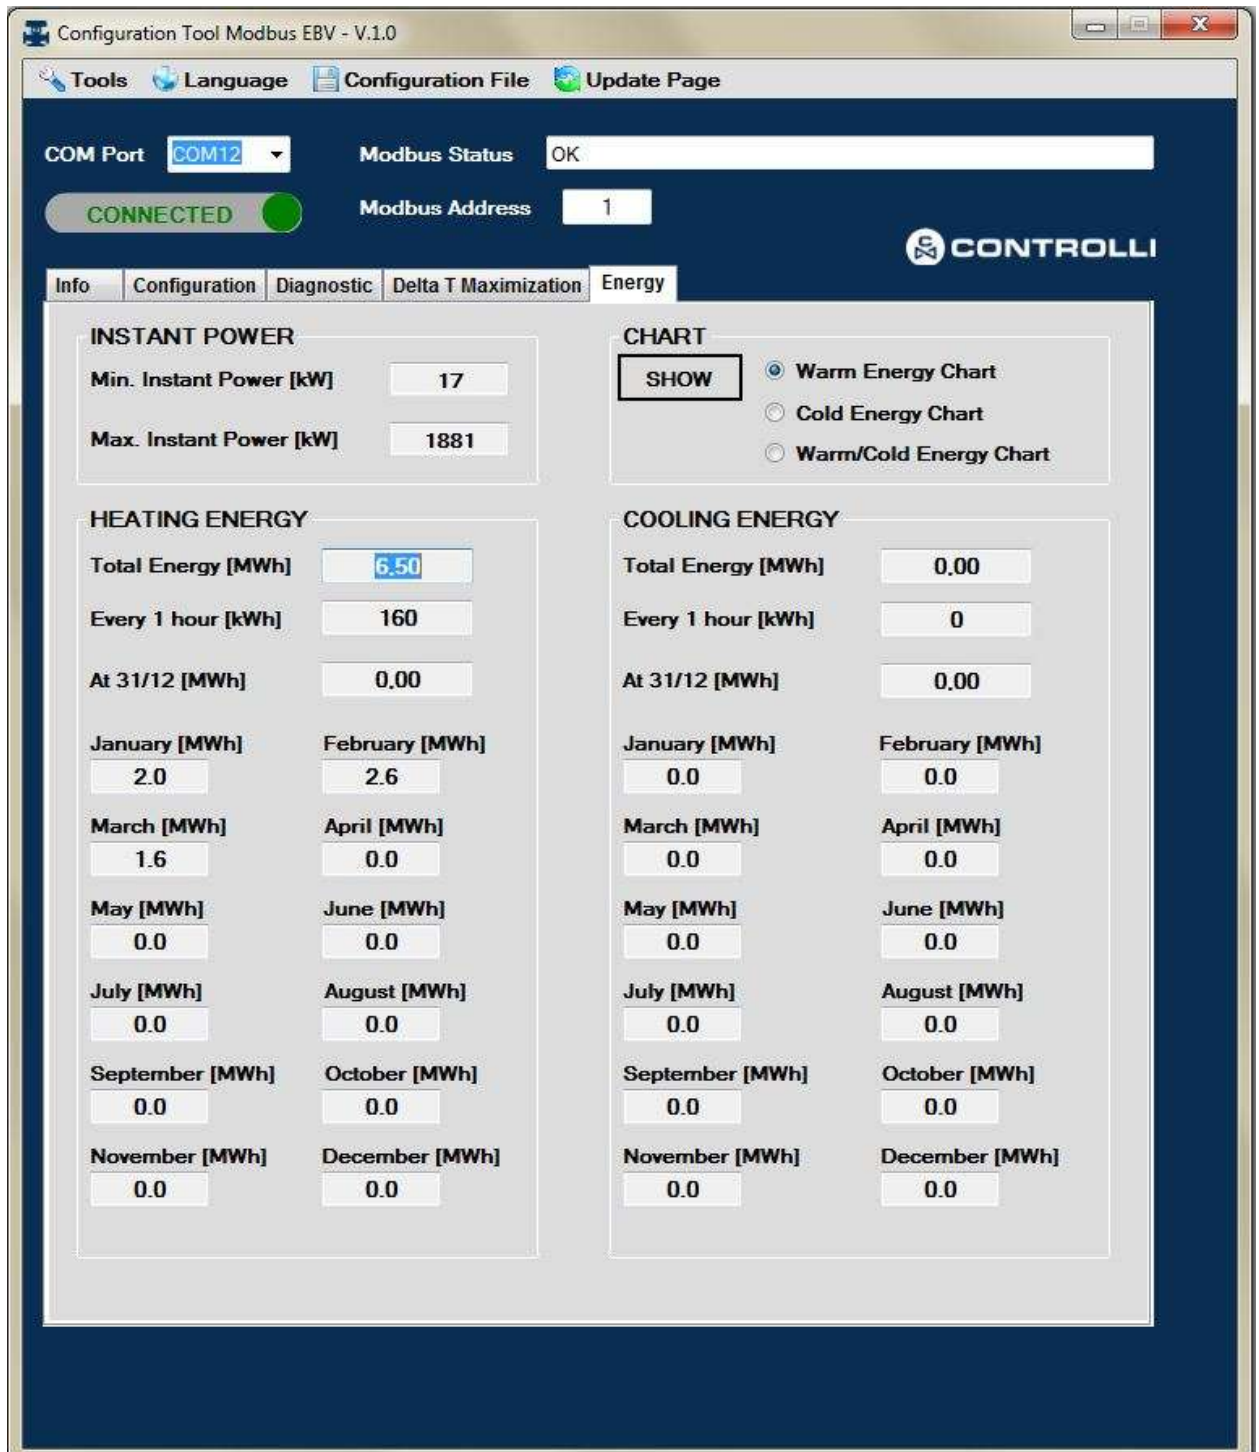 Configuration Tool Modbus EBV - V.1.0
Tools Language Configuration File Update Page
COM Port COM12 Modbus Status OK
CONNECTED Modbus Address 1
CONTROLLI
Info Configuration Diagnostic Delta T Maximization Energy
INSTANT POWER
Min. Instant Power [kW] 17
Max. Instant Power [kW] 1881
CHART
SHOW
Warm Energy Chart
Cold Energy Chart
Warm/Cold Energy Chart
HEATING ENERGY
Total Energy [MWh] 6,50
Every 1 hour [kWh] 160
At 31/12 [MWh] 0,00
January [MWh] February [MWh]
2.0 2.6
March [MWh] April [MWh]
1.6 0.0
May [MWh] June [MWh]
0.0 0.0
July [MWh] August [MWh]
0.0 0.0
September [MWh] October [MWh]
0.0 0.0
November [MWh] December [MWh]
0.0 0.0
COOLING ENERGY
Total Energy [MWh] 0,00
Every 1 hour [kWh] 0
At 31/12 [MWh] 0,00
January [MWh] February [MWh]
0.0 0.0
March [MWh] April [MWh]
0.0 0.0
May [MWh] June [MWh]
0.0 0.0
July [MWh] August [MWh]
0.0 0.0
September [MWh] October [MWh]
0.0 0.0
November [MWh] December [MWh]
0.0 0.0